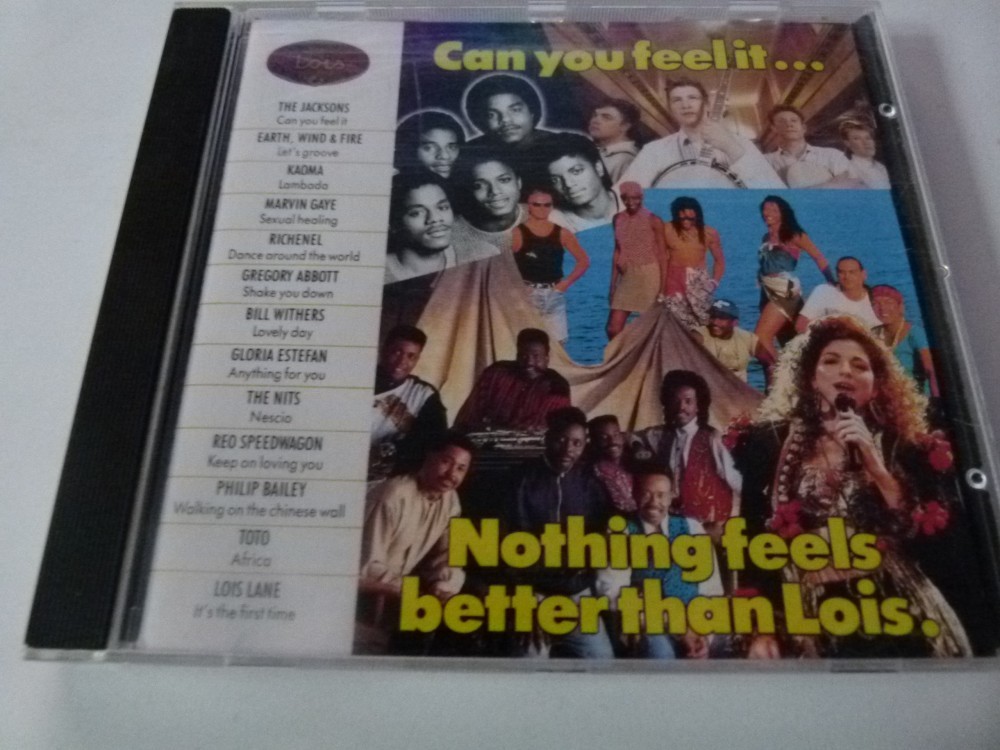 Lois
THE JACKSONS
Can you feel it
EARTH, WIND & FIRE
Let's groove
KAOMA
Lambada
MARVIN GAYE
Sexual healing
RICHENEL
Dance around the world
GREGORY ABBOTT
Shake you down
BILL WITHERS
Lovely day
GLORIA ESTEFAN
Anything for you
THE NITS
Nescio
REO SPEEDWAGON
Keep on loving you
PHILIP BAILEY
Walking on the chinese wall
TOTO
Africa
LOIS LANE
It's the first time
Can you feel it...
Nothing feels
better than Lois.